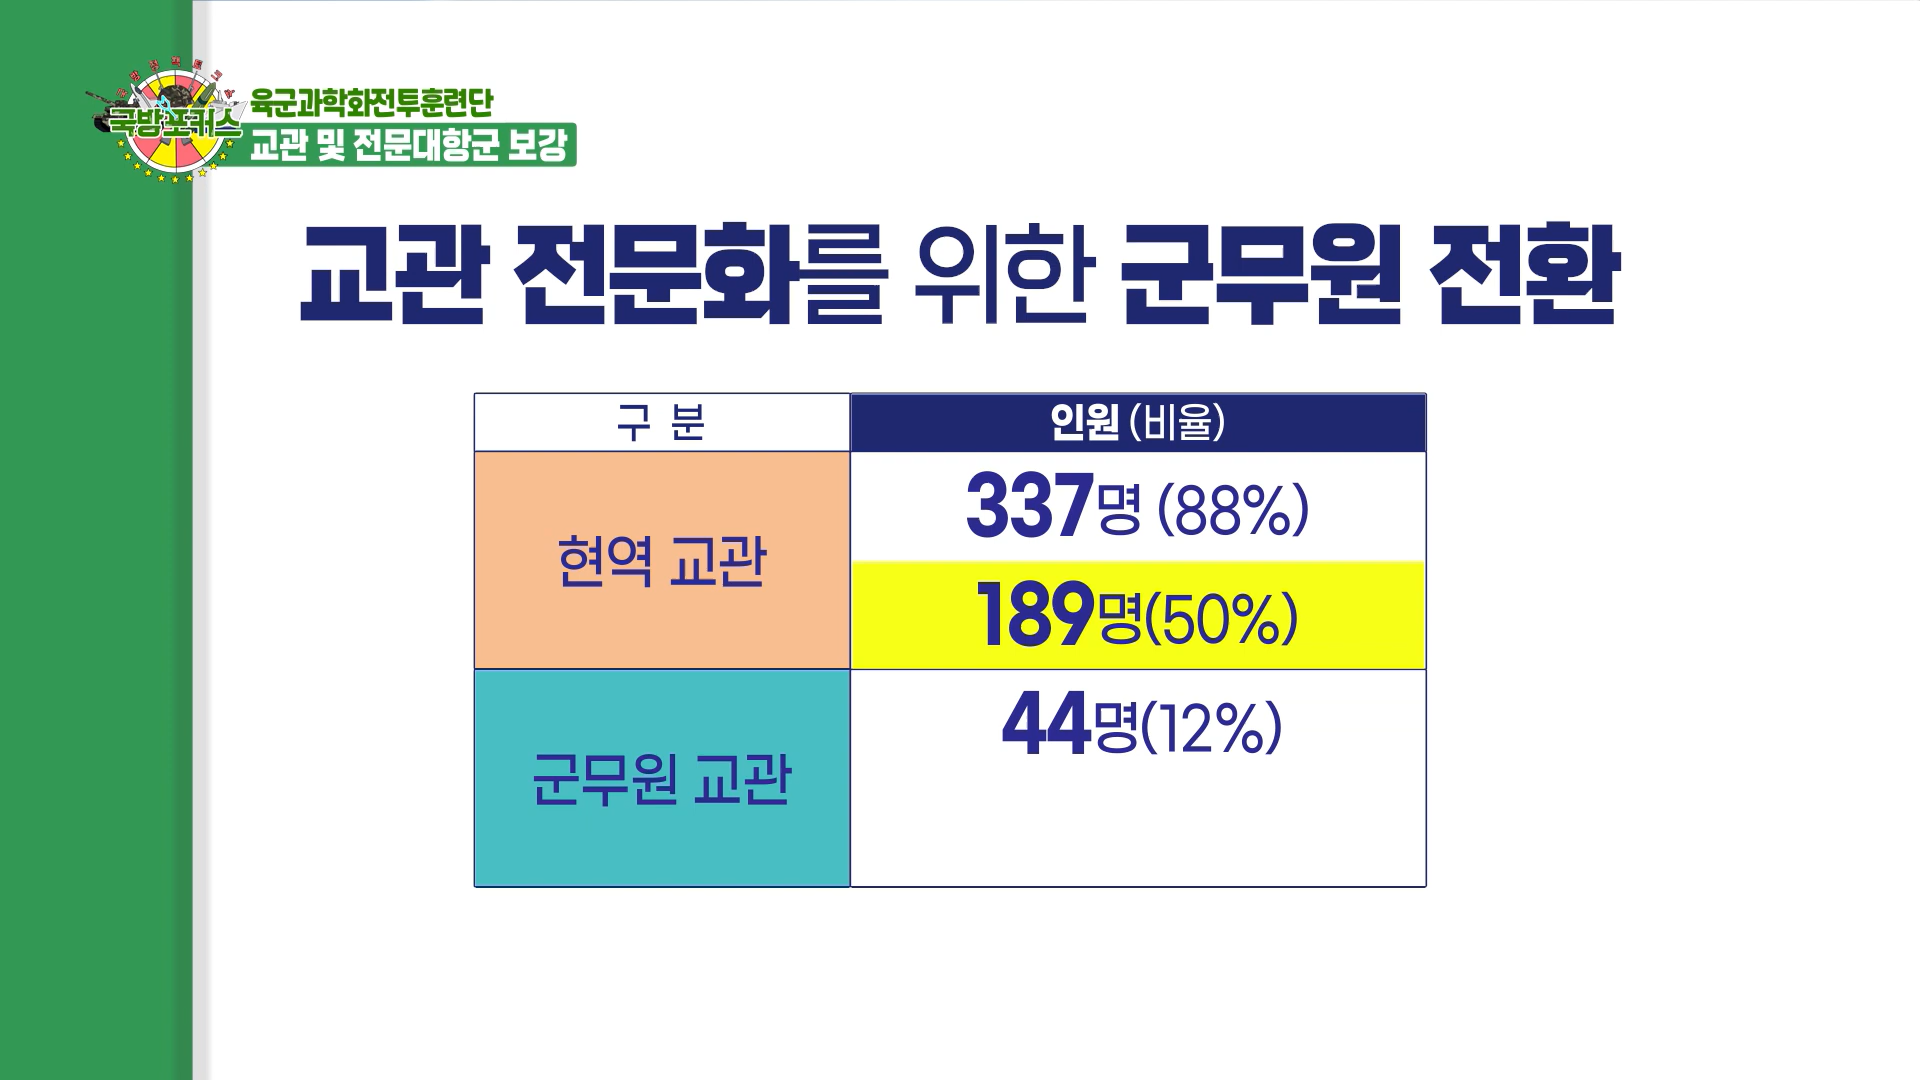 국방포커스
육군과학화전투훈련단
교관 및 전문대항군 보강
교관 전문화를 위한 군무원 전환
구 분
인원 (비율)
현역 교관
337명 (88%)
189명(50%)
군무원 교관
44명(12%)